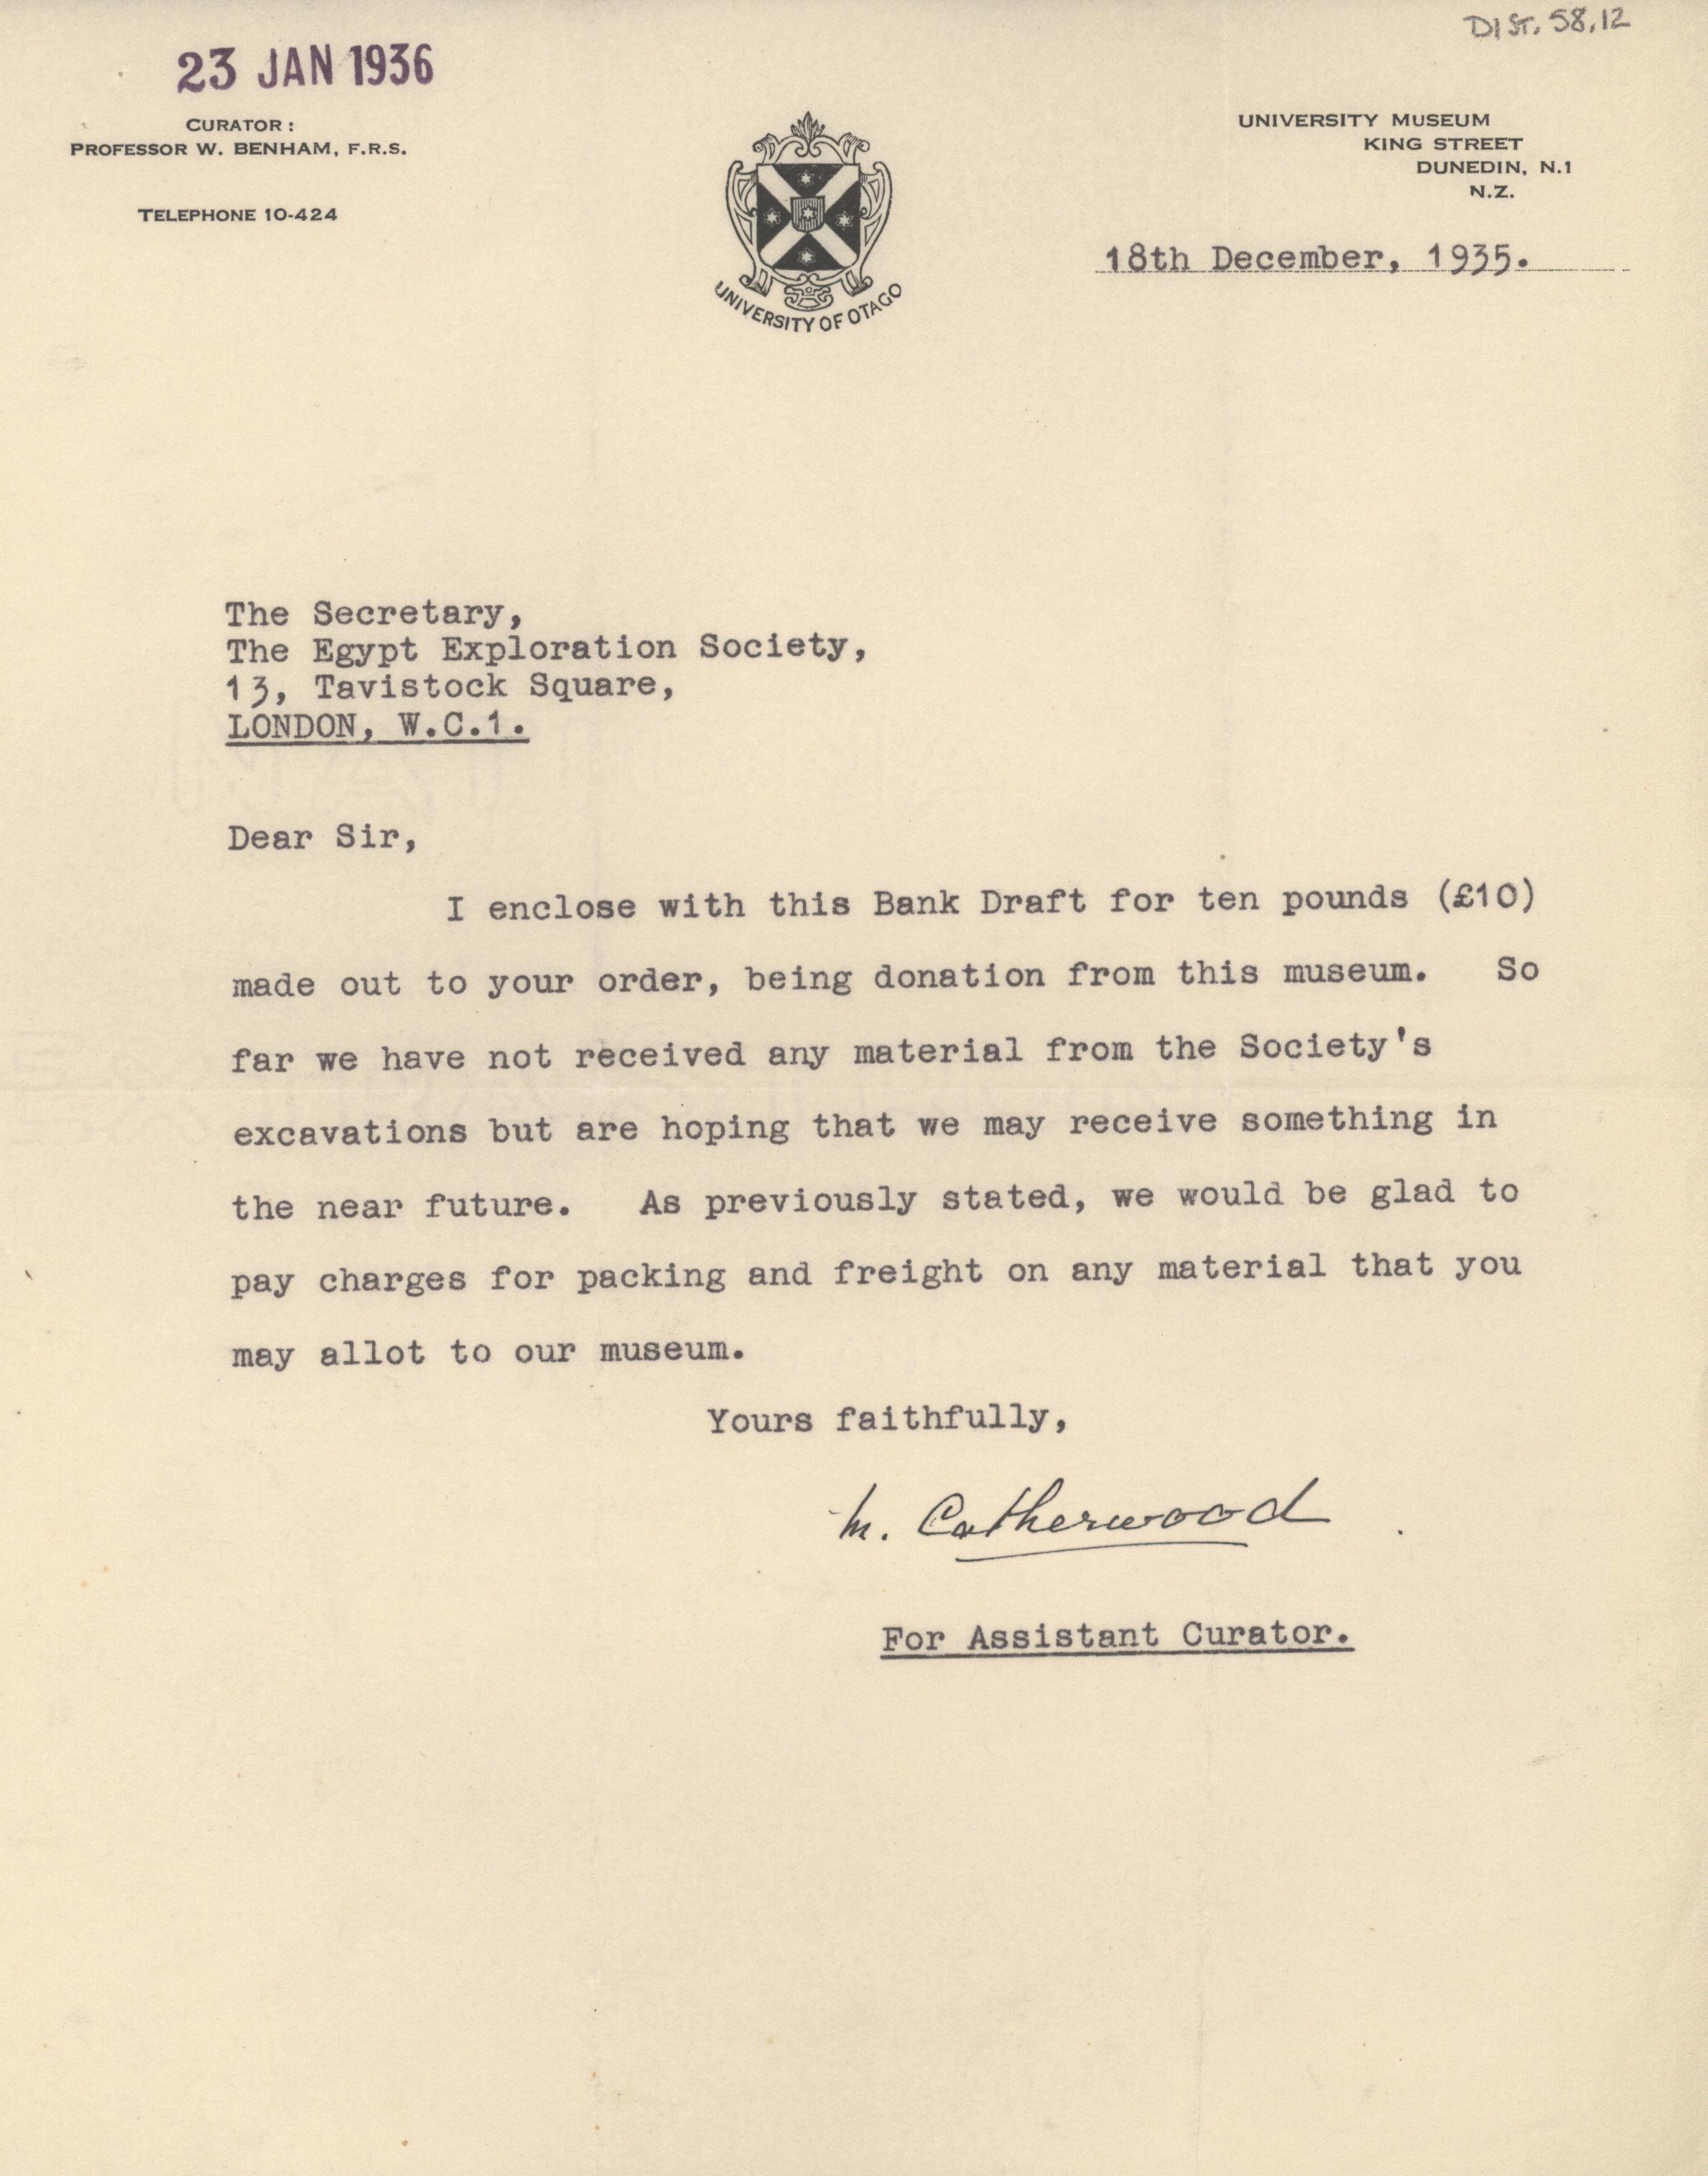 DIST. 58.12
23 JAN 1936
CURATOR:
PROFESSOR W. BENHAM, F.R.S.
TELEPHONE 10-424
UNIVERSITY OF OTAGO
UNIVERSITY MUSEUM
KING STREET
DUNEDIN, N.1
N.Z.
18th December, 1935.
The Secretary,
The Egypt Exploration Society,
13, Tavistock Square,
LONDON, W.C.1.
Dear Sir,
I enclose with this Bank Draft for ten pounds (£10)
made out to your order, being donation from this museum. So
far we have not received any material from the Society's
excavations but are hoping that we may receive something in
the near future. As previously stated, we would be glad to
pay charges for packing and freight on any material that you
may allot to our museum.
Yours faithfully,
M. Catherwood
For Assistant Curator.